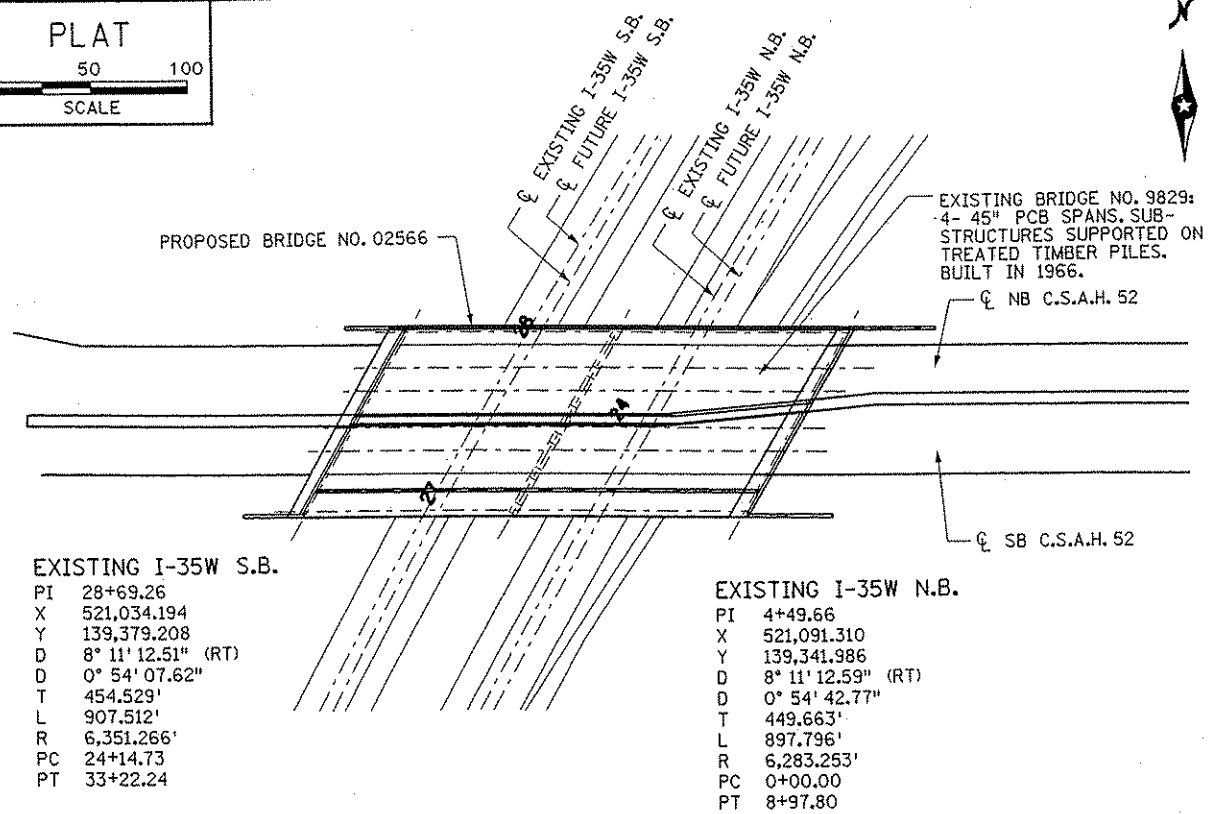 PLAT
50 100
SCALE
N
℄ EXISTING I-35W S.B.
℄ FUTURE I-35W S.B.
℄ EXISTING I-35W N.B.
℄ FUTURE I-35W N.B.
PROPOSED BRIDGE NO. 02566
EXISTING BRIDGE NO. 9829:
4- 45" PCB SPANS. SUB-
STRUCTURES SUPPORTED ON
TREATED TIMBER PILES.
BUILT IN 1966.
℄ NB C.S.A.H. 52
28
24
27
℄ SB C.S.A.H. 52
EXISTING I-35W S.B.
PI 28+69.26
X 521,034.194
Y 139,379.208
D 8° 11' 12.51" (RT)
D 0° 54' 07.62"
T 454.529'
L 907.512'
R 6,351.266'
PC 24+14.73
PT 33+22.24
EXISTING I-35W N.B.
PI 4+49.66
X 521,091.310
Y 139,341.986
D 8° 11' 12.59" (RT)
D 0° 54' 42.77"
T 449.663'
L 897.796'
R 6,283.253'
PC 0+00.00
PT 8+97.80